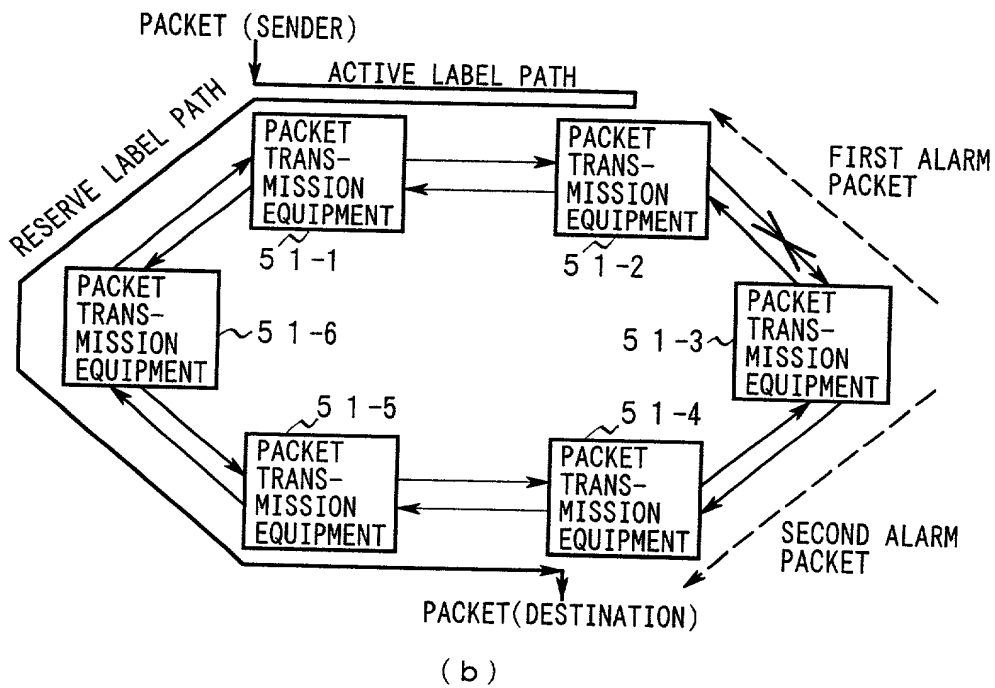 PACKET (SENDER)
ACTIVE LABEL PATH
RESERVE LABEL PATH
PACKET
TRANS-
MISSION
EQUIPMENT
51-1
PACKET
TRANS-
MISSION
EQUIPMENT
51-2
FIRST ALARM
PACKET
PACKET
TRANS-
MISSION
EQUIPMENT
51-6
51-3
PACKET
TRANS-
MISSION
EQUIPMENT
51-5
PACKET
TRANS-
MISSION
EQUIPMENT
51-4
PACKET
TRANS-
MISSION
EQUIPMENT
SECOND ALARM
PACKET
PACKET(DESTINATION)
(b)